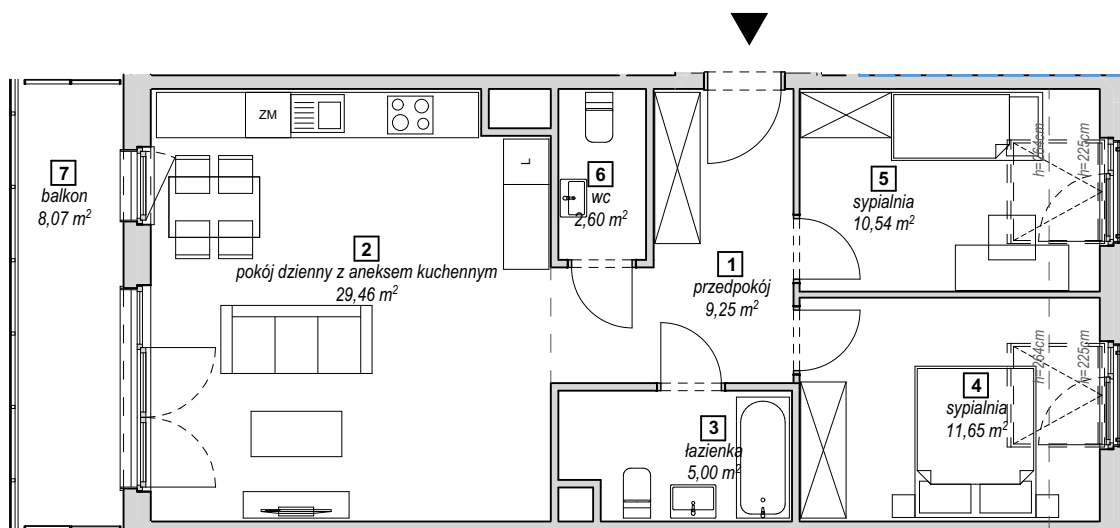 ZM
L
7
balkon
8,07 m²
2
pokój dzienny z aneksem kuchennym
29,46 m²
6
wc
2,60 m²
1
przedpokój
9,25 m²
5
sypialnia
10,54 m²
h=264cm
h=225cm
3
łazienka
5,00 m²
4
sypialnia
11,65 m²
h=264cm
h=225cm